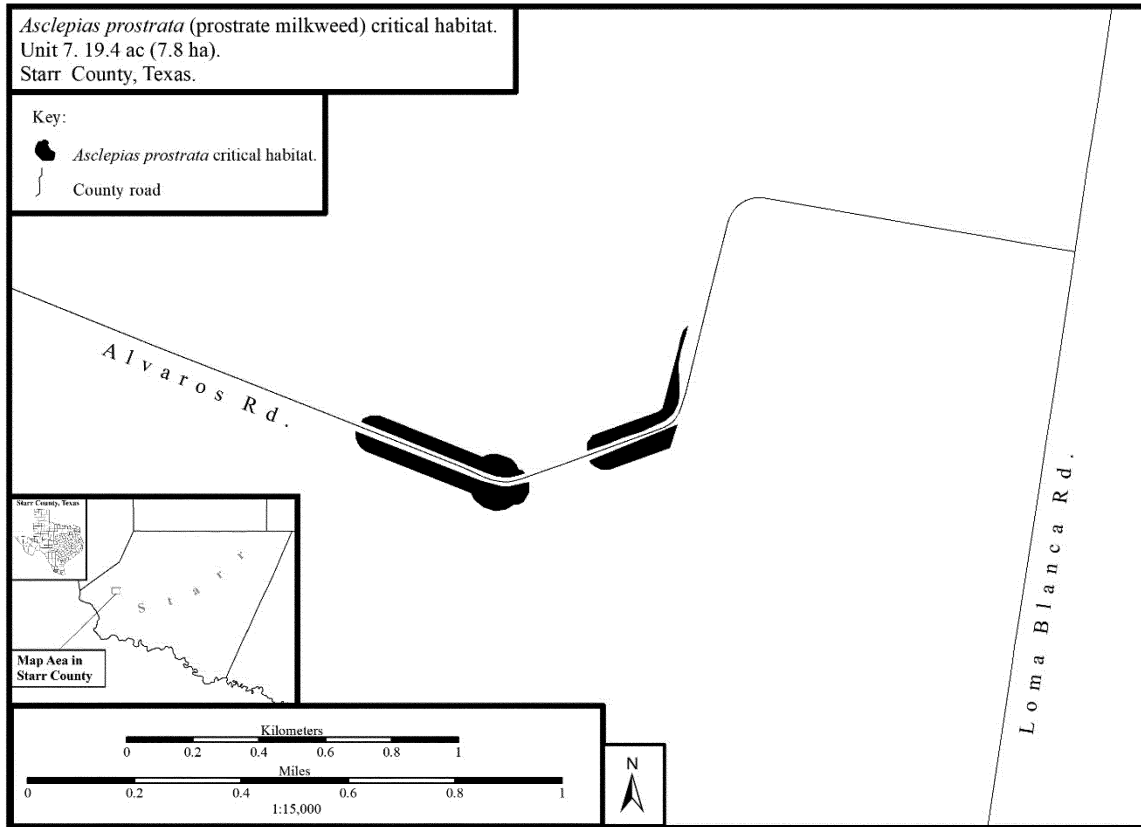 Asclepias prostrata (prostrate milkweed) critical habitat.
Unit 7. 19.4 ac (7.8 ha).
Starr County, Texas.
Key:
Asclepias prostrata critical habitat.
County road
Alvaros Rd.
Loma Blanca Rd.
Starr County, Texas
Starr
Map Aea in
Starr County
Kilometers
0 0.2 0.4 0.6 0.8 1
Miles
0 0.2 0.4 0.6 0.8 1
1:15,000
N